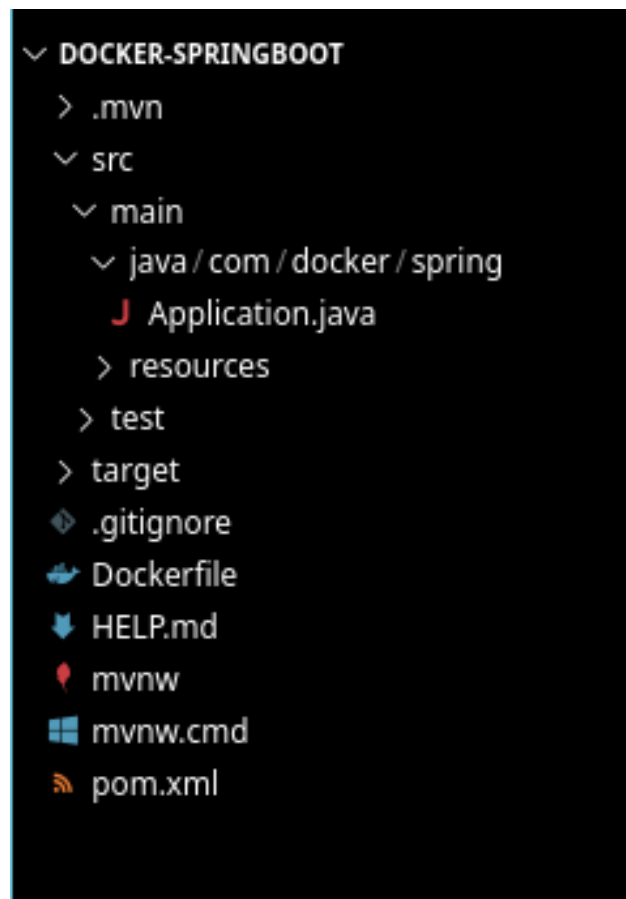 DOCKER-SPRINGBOOT
.mvn
src
main
java/com/docker/spring
J Application.java
resources
test
target
.gitignore
Dockerfile
HELP.md
mvnw
mvnw.cmd
pom.xml